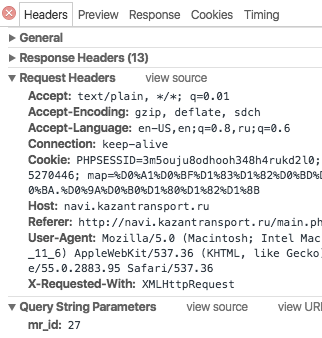 Headers Preview Response Cookies Timing
General
Response Headers (13)
Request Headers view source
Accept: text/plain, */*; q=0.01
Accept-Encoding: gzip, deflate, sdch
Accept-Language: en-US,en;q=0.8,ru;q=0.6
Connection: keep-alive
Cookie: PHPSESSID=3m5ouju8odhooh348h4rukd2l0;
5270446; map=%D0%A1%D0%BF%D1%83%D1%82%D0%BD%D
0%BA.%D0%9A%D0%B0%D1%80%D1%82%D1%8B
Host: navi.kazantransport.ru
Referer: http://navi.kazantransport.ru/main.ph
User-Agent: Mozilla/5.0 (Macintosh; Intel Mac
_11_6) AppleWebKit/537.36 (KHTML, like Gecko)
e/55.0.2883.95 Safari/537.36
X-Requested-With: XMLHttpRequest
Query String Parameters view source view URL
mr_id: 27